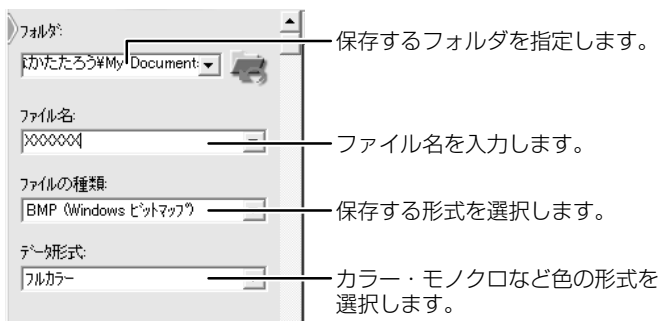 フォルダ:
保存するフォルダを指定します。
かたたろう¥My Document
ファイル名:
XXXXXXX
ファイル名を入力します。
ファイルの種類:
BMP (Windows ビットマップ)
保存する形式を選択します。
データ形式:
フルカラー
カラー・モノクロなど色の形式を
選択します。